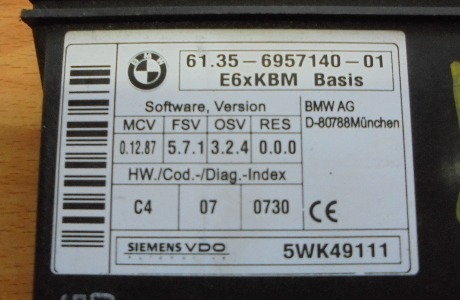 BMW
61.35-6957140-01
E6xKBM Basis
Software, Version
MCV FSV OSV RES
0.12.87 5.7.1 3.2.4 0.0.0
HW./Cod.-/Diag.-Index
C4 07 0730
BMW AG
D-80788München
CE
SIEMENS VDO
5WK49111